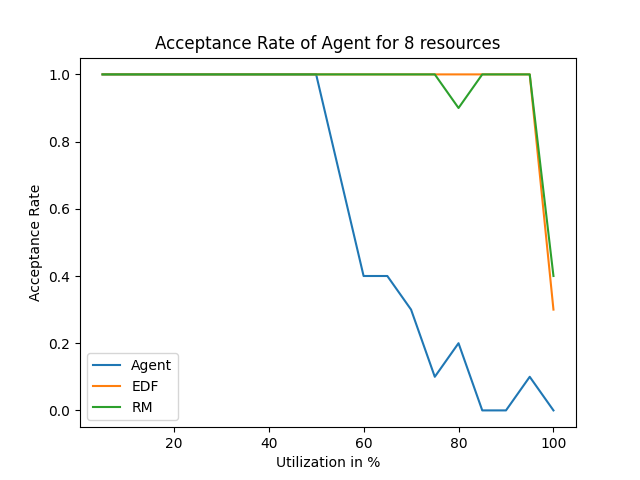 Acceptance Rate of Agent for 8 resources
1.0
0.8
0.6
0.4
0.2
0.0
Acceptance Rate
Agent
EDF
RM
20 40 60 80 100
Utilization in %